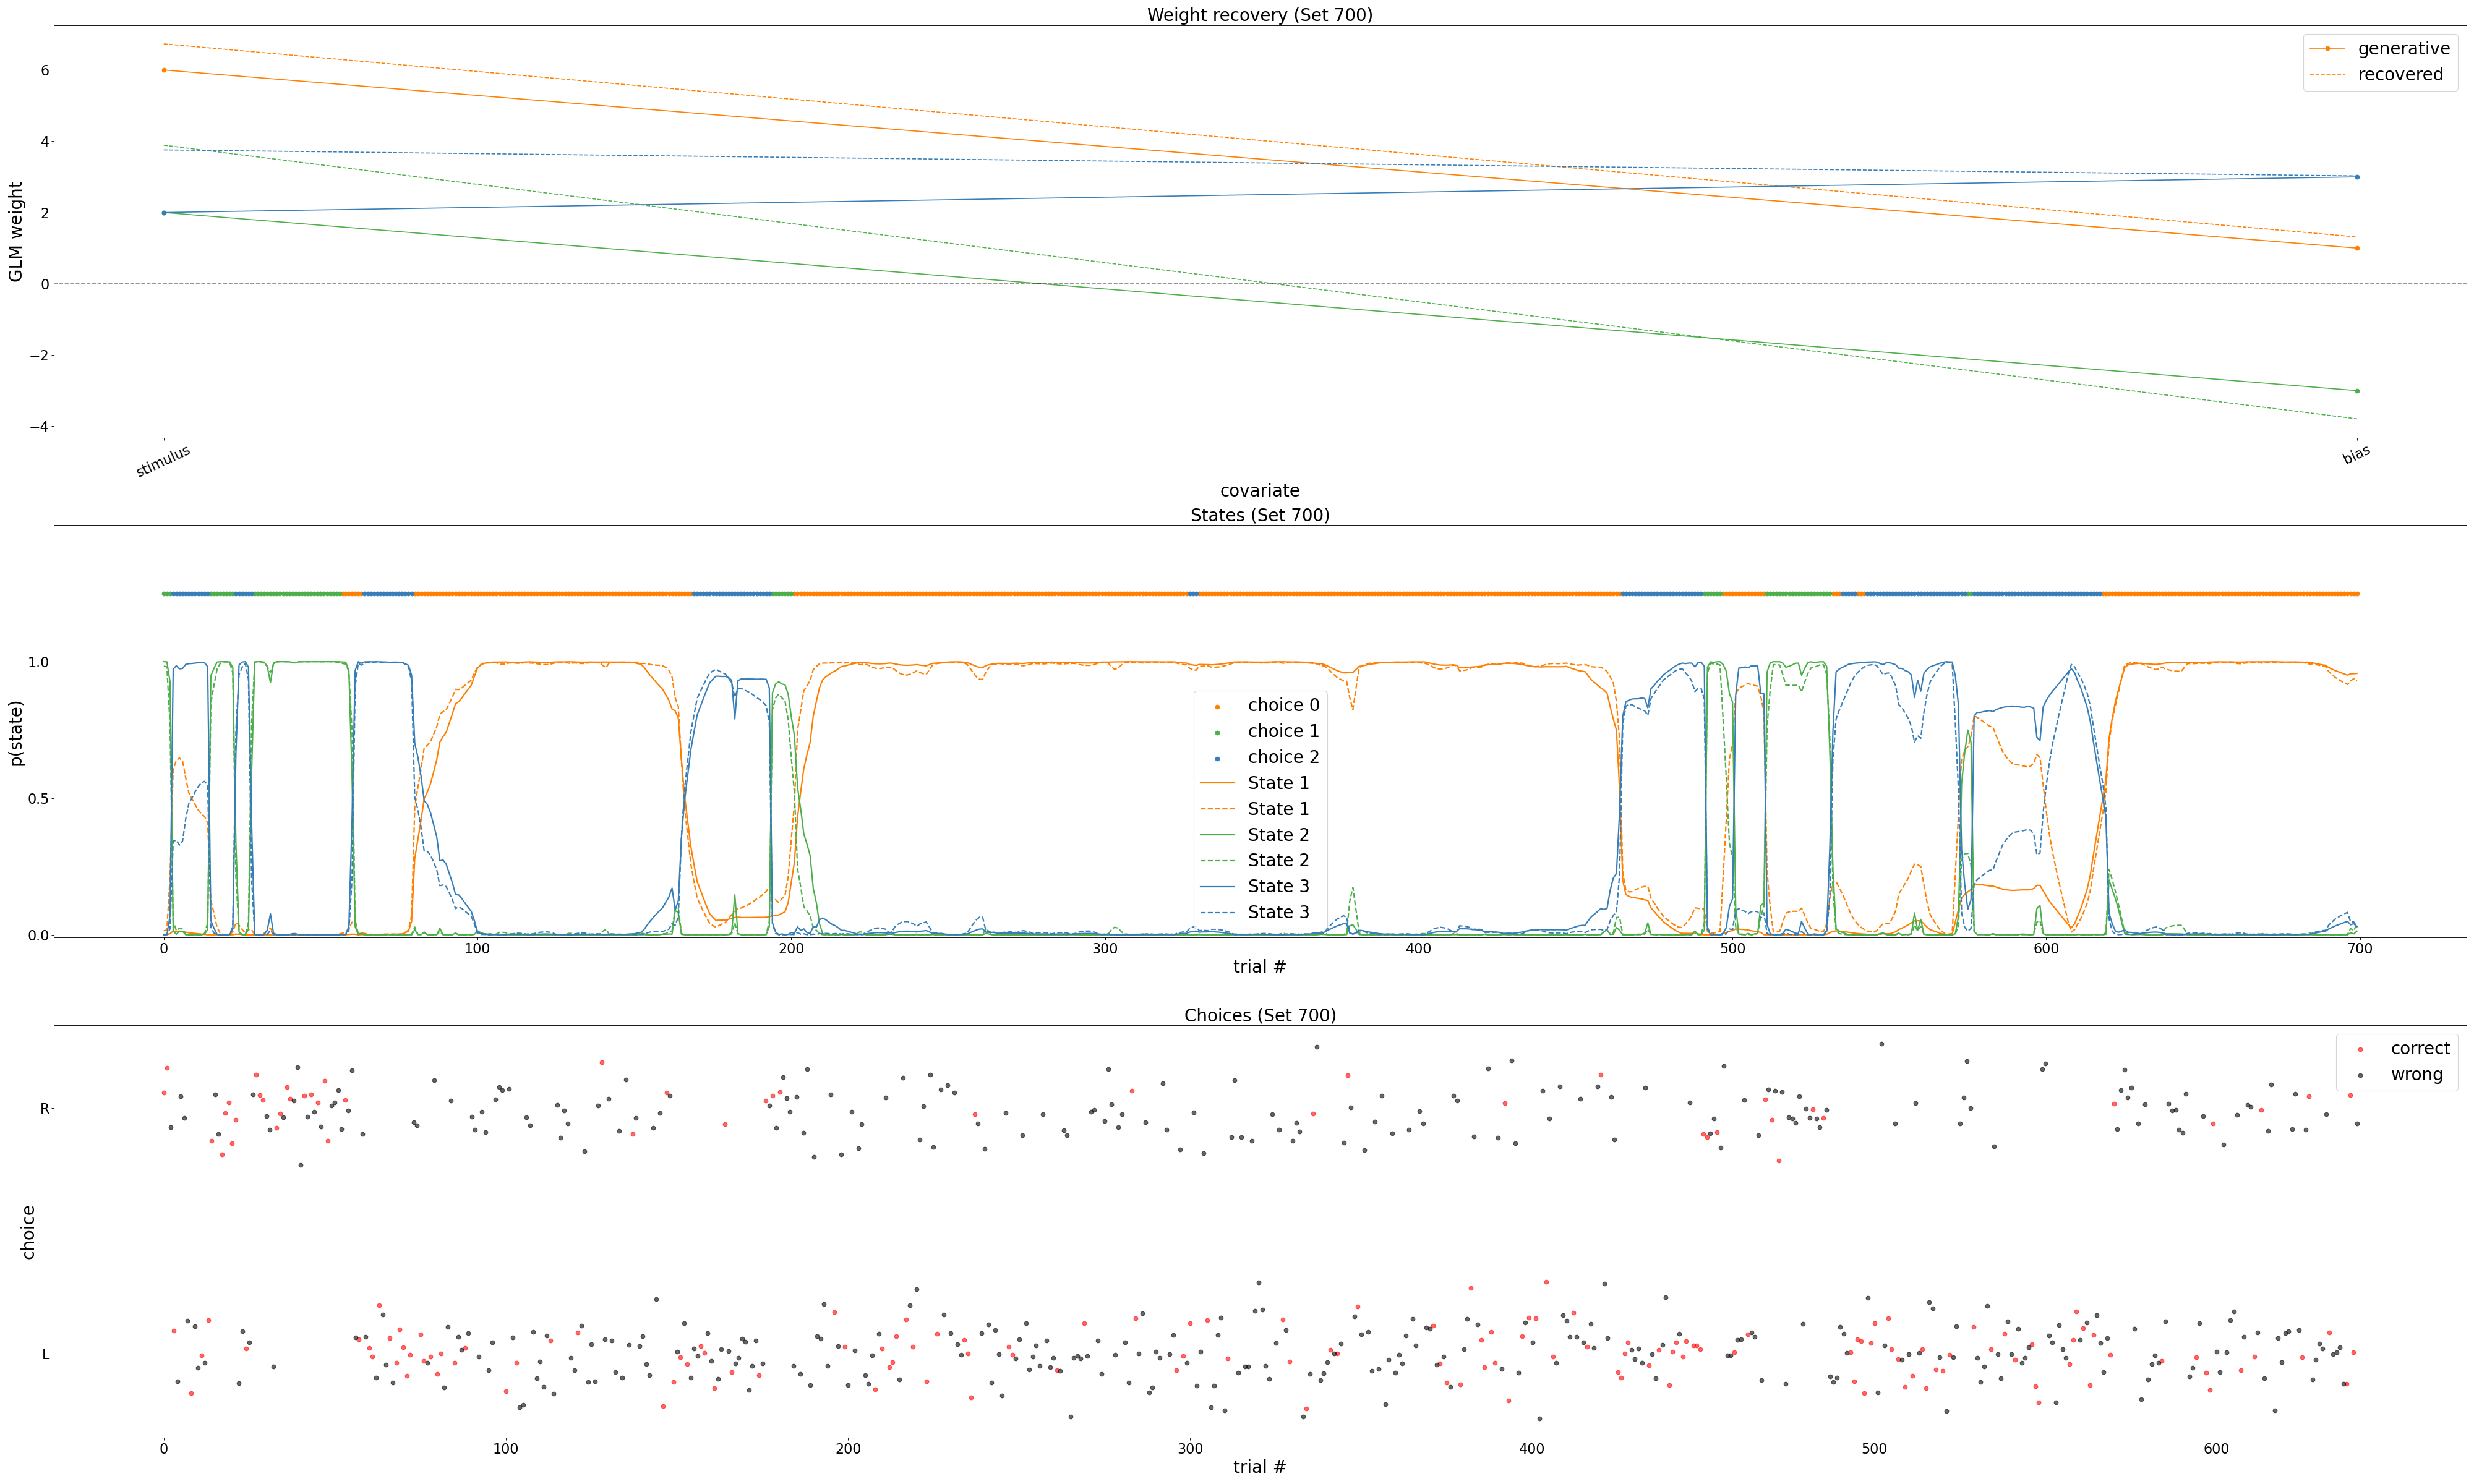 Weight recovery (Set 700)
generative
recovered
6
4
2
0
−2
−4
GLM weight
stimulus
bias
covariate
States (Set 700)
1.0
0.5
0.0
p(state)
choice 0
choice 1
choice 2
State 1
State 1
State 2
State 2
State 3
State 3
0 100 200 300 400 500 600 700
trial #
Choices (Set 700)
correct
wrong
R
L
choice
0 100 200 300 400 500 600
trial #